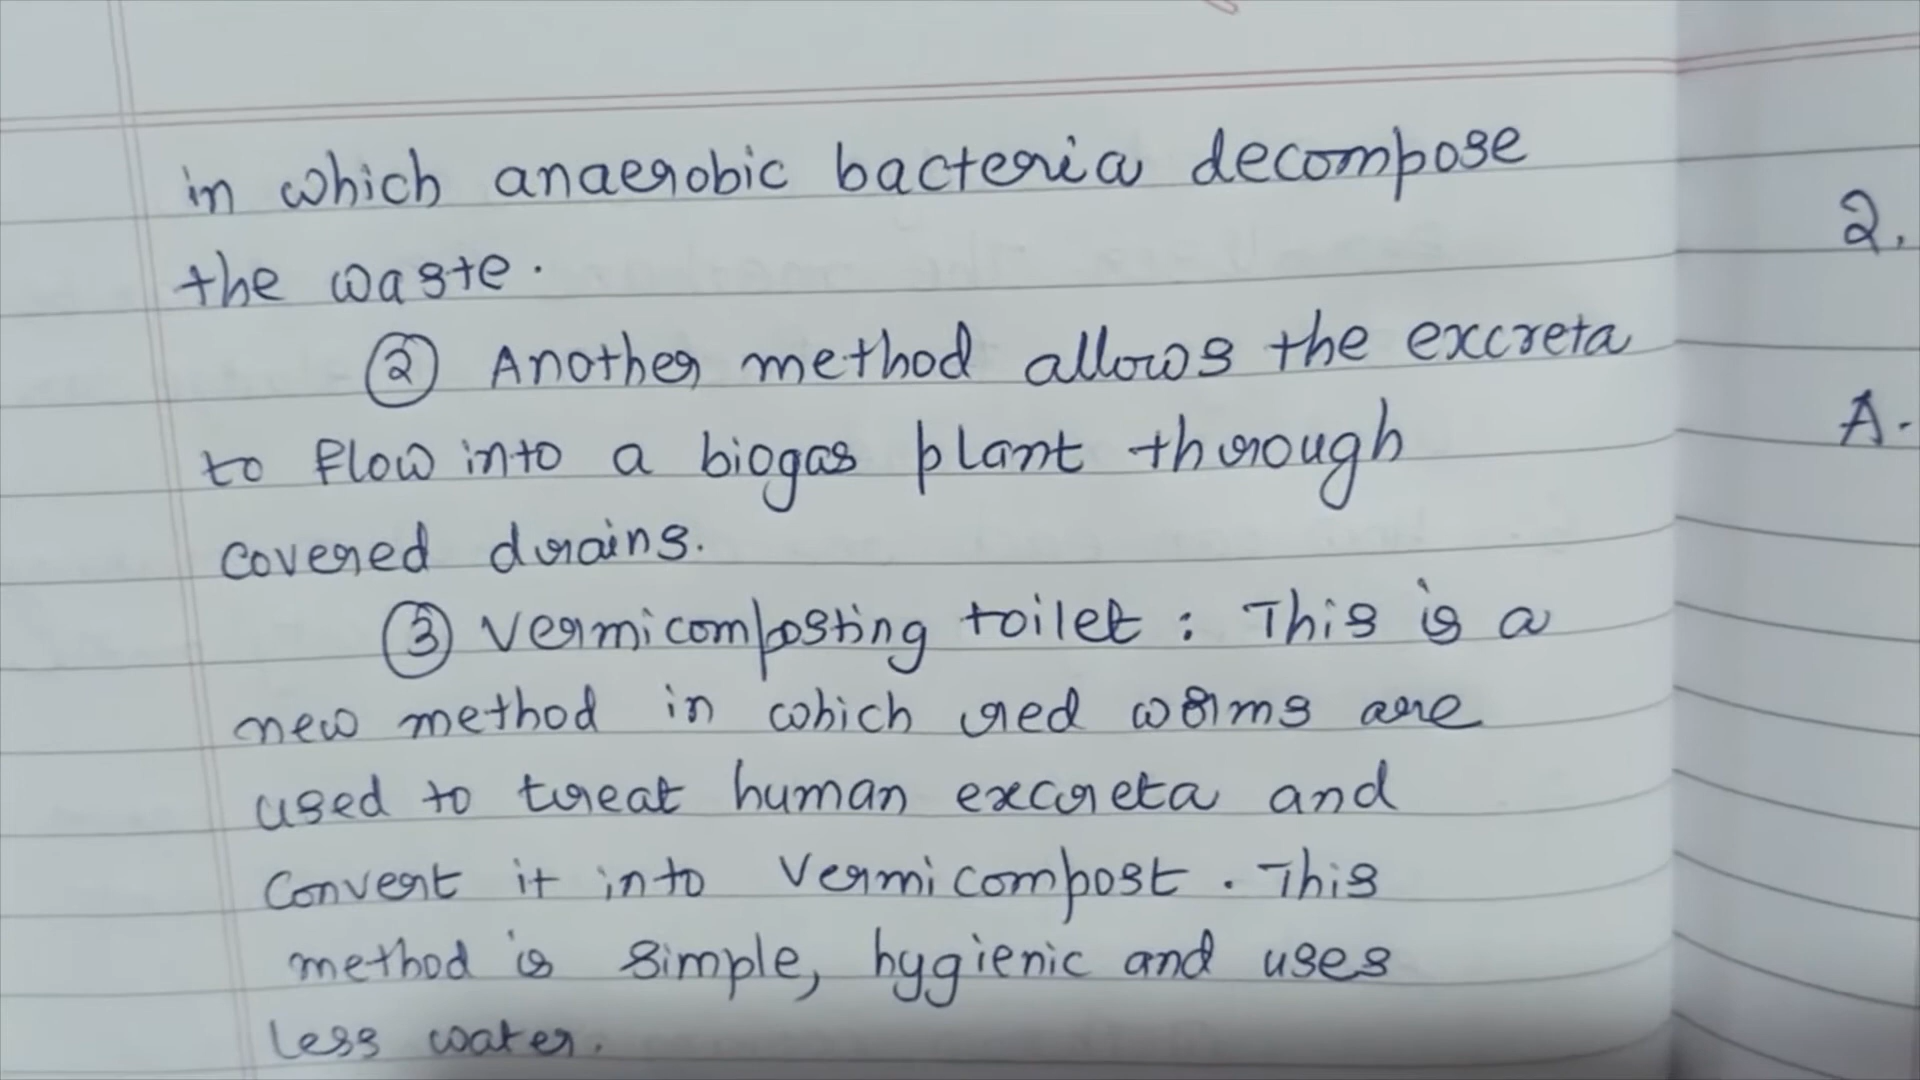 in which anaerobic bacteria decompose
the waste.
② Another method allows the excreta
to flow into a biogas plant through
covered drains.
③ Vermicomposting toilet : This is a
new method in which red worms are
used to treat human excreta and
convert it into vermicompost. This
method is simple, hygienic and uses
less water.
2.
A.